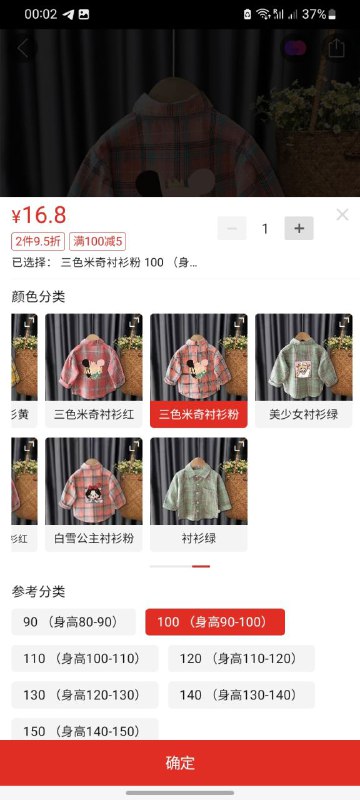 00:02
37%
¥16.8
1
2件9.5折 满100减5
已选择： 三色米奇衬衫粉 100 （身...
颜色分类
衫黄
三色米奇衬衫红
三色米奇衬衫粉
美少女衬衫绿
衫红
白雪公主衬衫粉
衬衫绿
参考分类
90 （身高80-90）
100 （身高90-100）
110 （身高100-110）
120 （身高110-120）
130 （身高120-130）
140 （身高130-140）
150 （身高140-150）
确定